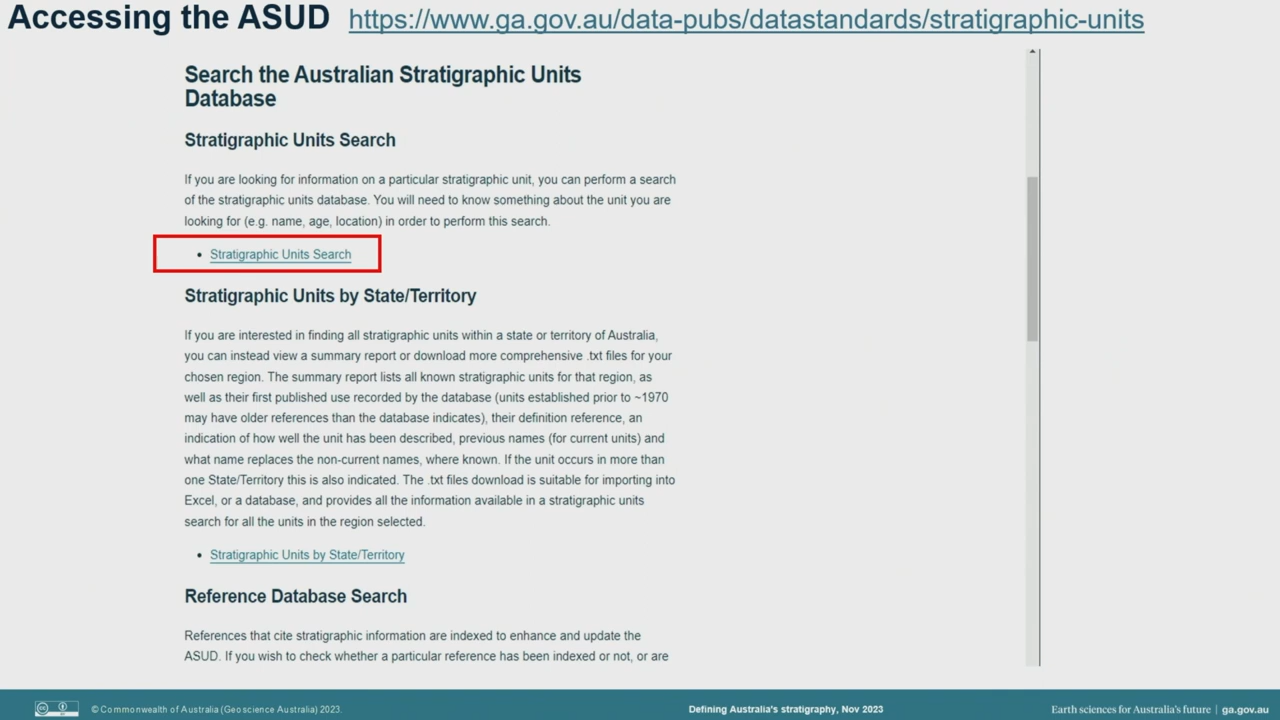 Accessing the ASUD https://www.ga.gov.au/data-pubs/datastandards/stratigraphic-units
Search the Australian Stratigraphic Units
Database
Stratigraphic Units Search
If you are looking for information on a particular stratigraphic unit, you can perform a search
of the stratigraphic units database. You will need to know something about the unit you are
looking for (e.g. name, age, location) in order to perform this search.
• Stratigraphic Units Search
Stratigraphic Units by State/Territory
If you are interested in finding all stratigraphic units within a state or territory of Australia,
you can instead view a summary report or download more comprehensive .txt files for your
chosen region. The summary report lists all known stratigraphic units for that region, as
well as their first published use recorded by the database (units established prior to ~1970
may have older references than the database indicates), their definition reference, an
indication of how well the unit has been described, previous names (for current units) and
what name replaces the non-current names, where known. If the unit occurs in more than
one State/Territory this is also indicated. The .txt files download is suitable for importing into
Excel, or a database, and provides all the information available in a stratigraphic units
search for all the units in the region selected.
• Stratigraphic Units by State/Territory
Reference Database Search
References that cite stratigraphic information are indexed to enhance and update the
ASUD. If you wish to check whether a particular reference has been indexed or not, or are
© Commonwealth of Australia (Geoscience Australia) 2023.
Defining Australia's stratigraphy, Nov 2023
Earth sciences for Australia's future | ga.gov.au